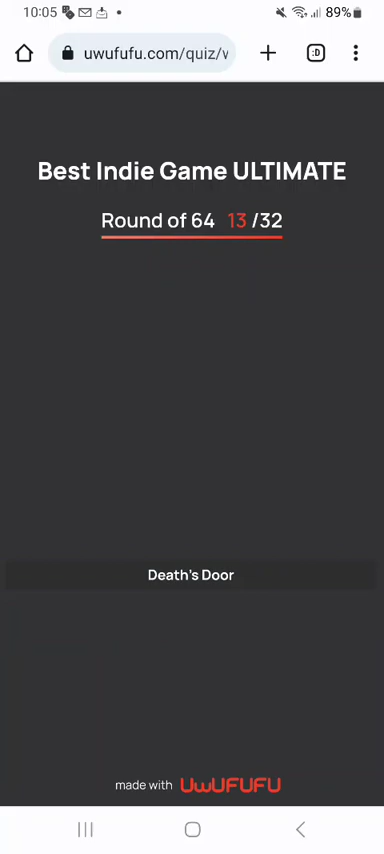 10:05
89%
uwufufu.com/quiz/w
:D
Best Indie Game ULTIMATE
Round of 64 13 /32
Death's Door
made with UwUFUFU